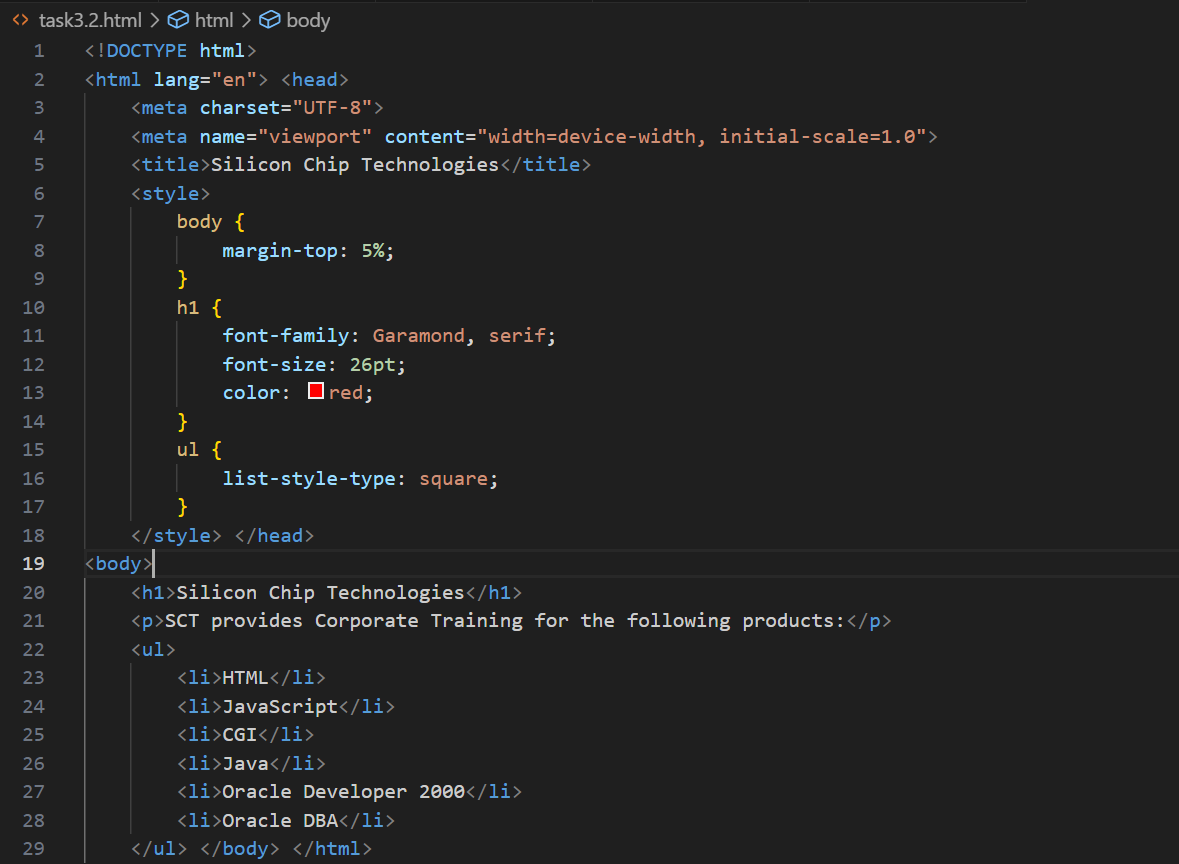 task3.2.html > html > body
1 <!DOCTYPE html>
2 <html lang="en"> <head>
3     <meta charset="UTF-8">
4     <meta name="viewport" content="width=device-width, initial-scale=1.0">
5     <title>Silicon Chip Technologies</title>
6     <style>
7         body {
8             margin-top: 5%;
9         }
10         h1 {
11             font-family: Garamond, serif;
12             font-size: 26pt;
13             color: red;
14         }
15         ul {
16             list-style-type: square;
17         }
18     </style> </head>
19 <body>
20     <h1>Silicon Chip Technologies</h1>
21     <p>SCT provides Corporate Training for the following products:</p>
22     <ul>
23         <li>HTML</li>
24         <li>JavaScript</li>
25         <li>CGI</li>
26         <li>Java</li>
27         <li>Oracle Developer 2000</li>
28         <li>Oracle DBA</li>
29     </ul> </body> </html>